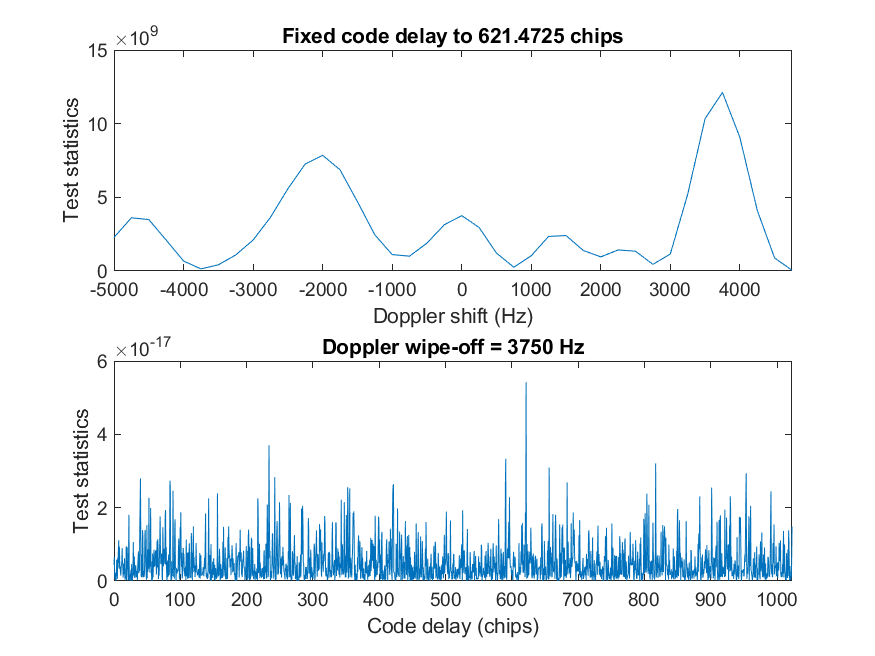 ×10^9
Fixed code delay to 621.4725 chips
15
10
5
0
Test statistics
-5000 -4000 -3000 -2000 -1000 0 1000 2000 3000 4000
Doppler shift (Hz)
×10^-17
Doppler wipe-off = 3750 Hz
6
4
2
0
Test statistics
0 100 200 300 400 500 600 700 800 900 1000
Code delay (chips)